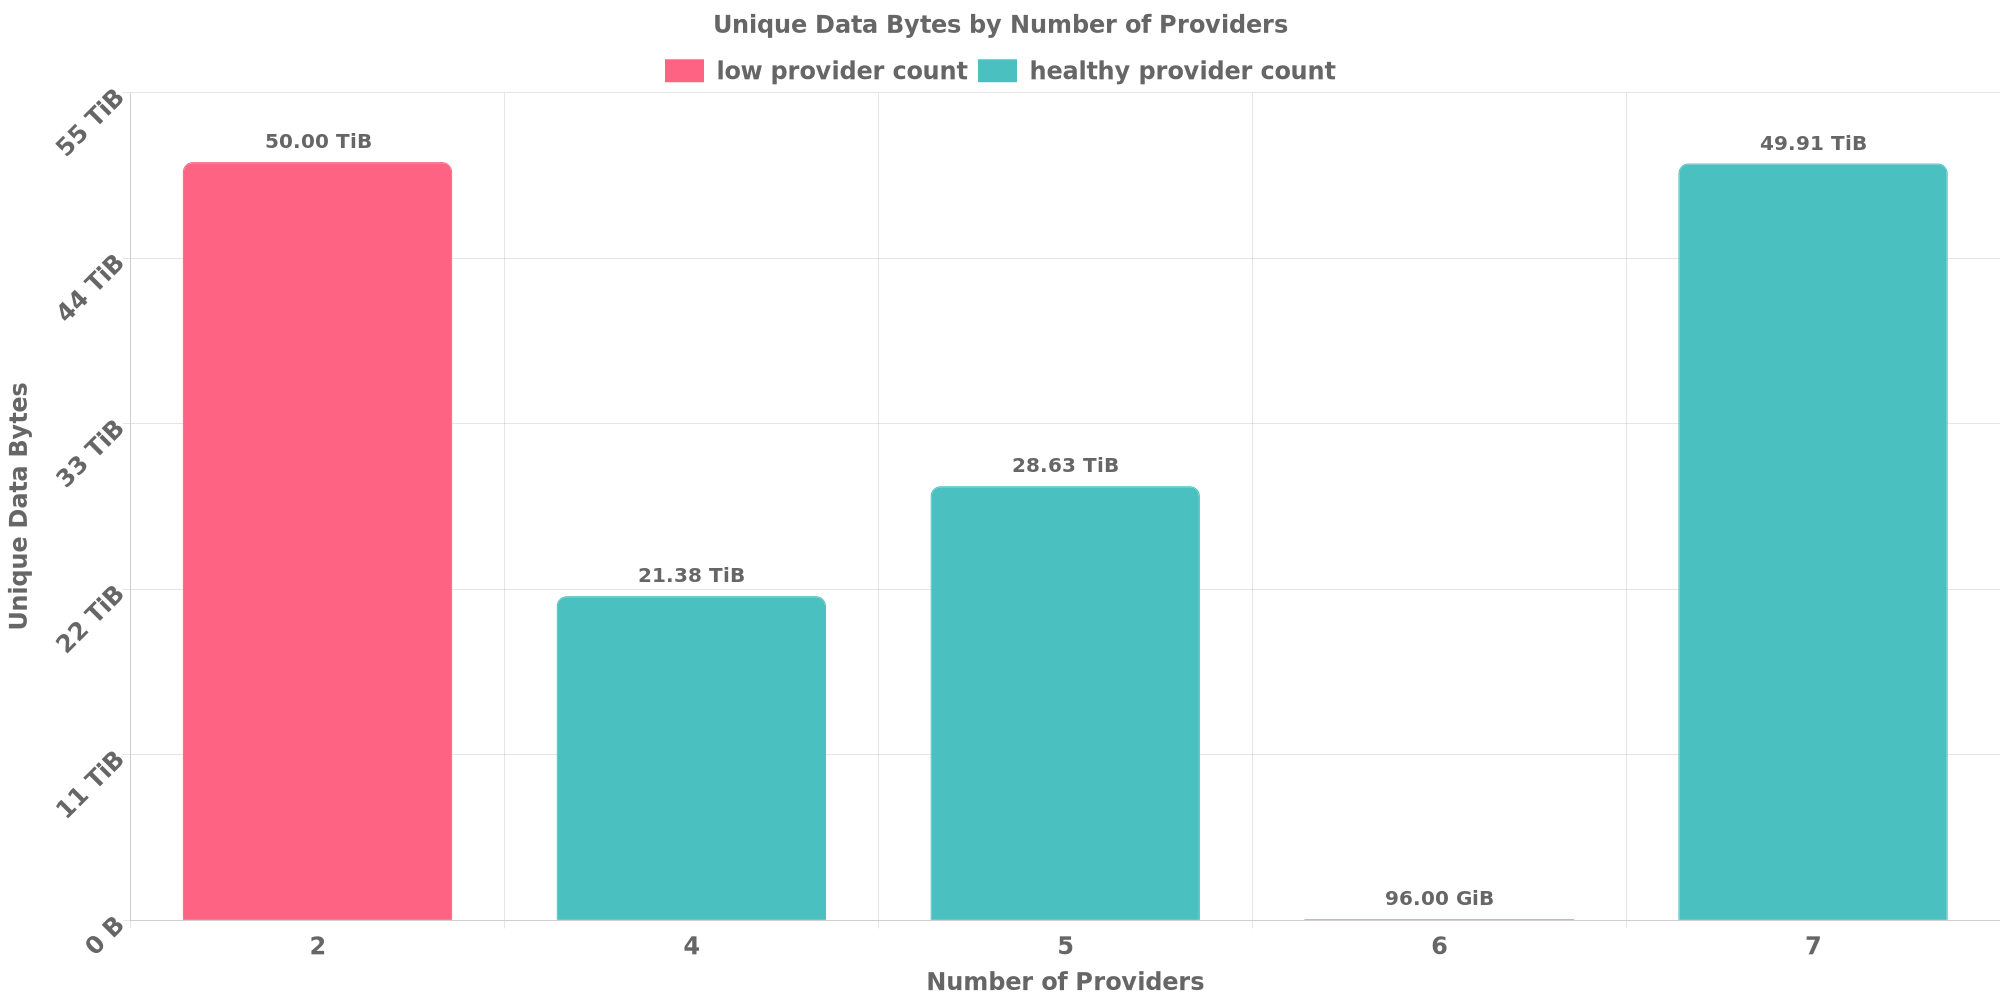 Unique Data Bytes by Number of Providers
low provider count healthy provider count
55 TiB
44 TiB
33 TiB
22 TiB
11 TiB
0 B
Unique Data Bytes
50.00 TiB
21.38 TiB
28.63 TiB
96.00 GiB
49.91 TiB
2 4 5 6 7
Number of Providers